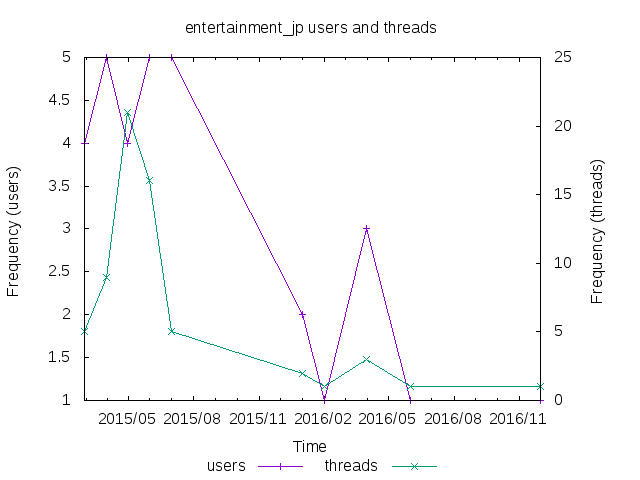 entertainment_jp users and threads
5
4.5
4
3.5
3
2.5
2
1.5
1
25
20
15
10
5
0
Frequency (users)
Frequency (threads)
2015/05 2015/08 2015/11 2016/02 2016/05 2016/08 2016/11
Time
users threads